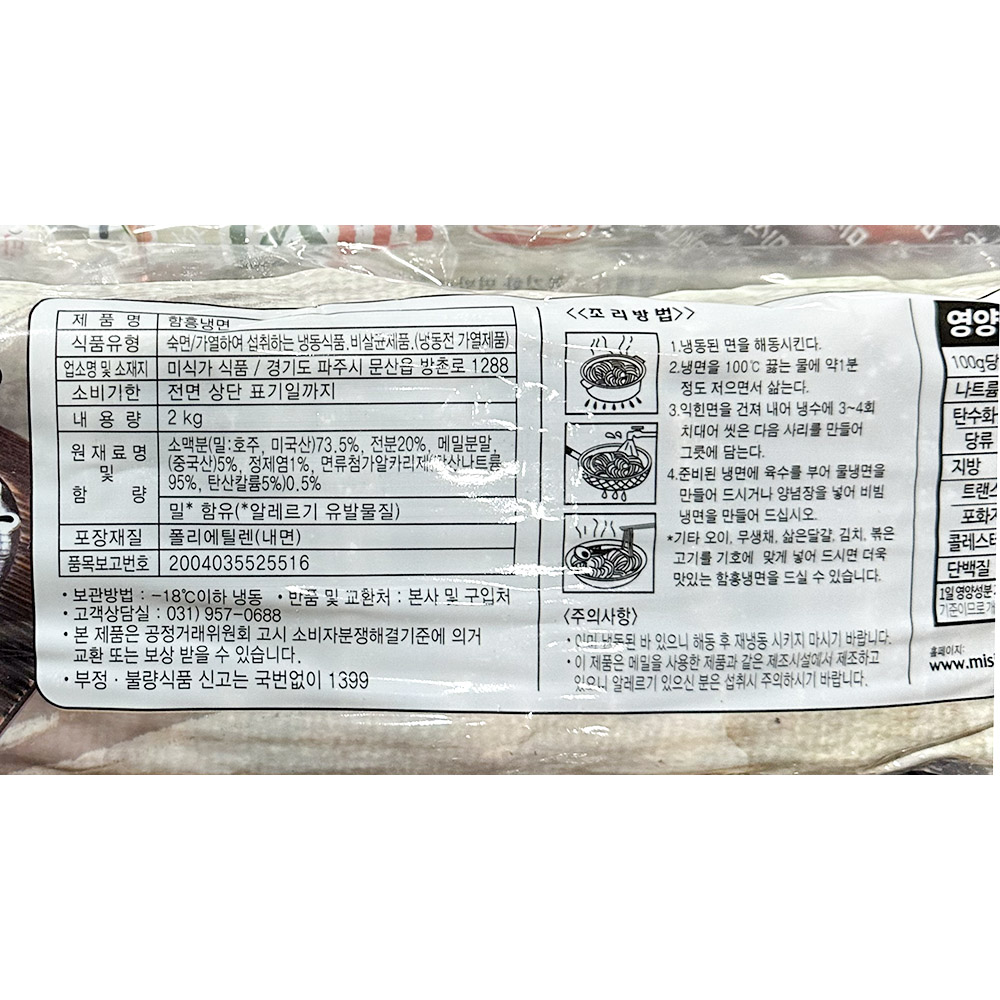 제 품 명 함흥냉면
식품유형 숙면/가열하여 섭취하는 냉동식품.비살균제품.(냉동전 가열제품)
업소명 및 소재지 미식가 식품 / 경기도 파주시 문산읍 방촌로 1288
소비기한 전면 상단 표기일까지
내 용 량 2 kg
원 재 료 명 및 함 량 소맥분(밀:호주, 미국산)73.5%, 전분20%, 메밀분말,
(중국산)5%, 정제염1%, 면류첨가알카리제(탄산나트륨
95%, 탄산칼륨5%)0.5%
밀* 함유(*알레르기 유발물질)
포장재질 폴리에틸렌(내면)
품목보고번호 2004035525516
• 보관방법 : -18℃이하 냉동 • 반품 및 교환처 : 본사 및 구입처
• 고객상담실 : 031) 957-0688
• 본 제품은 공정거래위원회 고시 소비자분쟁해결기준에 의거
교환 또는 보상 받을 수 있습니다.
• 부정 · 불량식품 신고는 국번없이 1399
<<조 리 방 법>>
1.냉동된 면을 해동시킨다.
2.냉면을 100℃ 끓는 물에 약1분
정도 저으면서 삶는다.
3.익힌면을 건져 내어 냉수에 3~4회
치대어 씻은 다음 사리를 만들어
그릇에 담는다.
4.준비된 냉면에 육수를 부어 물냉면을
만들어 드시거나 양념장을 넣어 비빔
냉면을 만들어 드십시오.
*기타 오이, 무생채, 삶은달걀, 김치, 볶은
고기를 기호에 맞게 넣어 드시면 더욱
맛있는 함흥냉면을 드실 수 있습니다.
<주의사항>
• 이미 냉동된 바 있으니 해동 후 재냉동 시키지 마시기 바랍니다.
• 이 제품은 메밀을 사용한 제품과 같은 제조시설에서 제조하고
있으니 알레르기 있으신 분은 섭취시 주의하시기 바랍니다.
영양
100g당
나트륨
탄수화
당류
지방
트랜스
포화
콜레스테
단백질
1일 영양성분
기준이므로 개
홈페이지:
www.misi